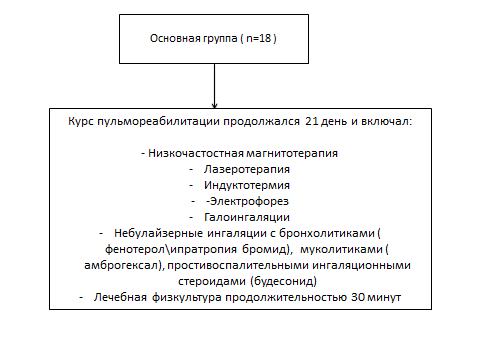 Основная группа ( n=18 )
Курс пульмореабилитации продолжался 21 день и включал:
- Низкочастостная магнитотерапия
- Лазеротерапия
- Индуктотермия
- -Электрофорез
- Галоингаляции
- Небулайзерные ингаляции с бронхолитиками (
фенотерол\ипратропия бромид), муколитиками (
амброгексал), простивоспалительными ингаляционными
стероидами (будесонид)
- Лечебная физкультура продолжительностью 30 минут